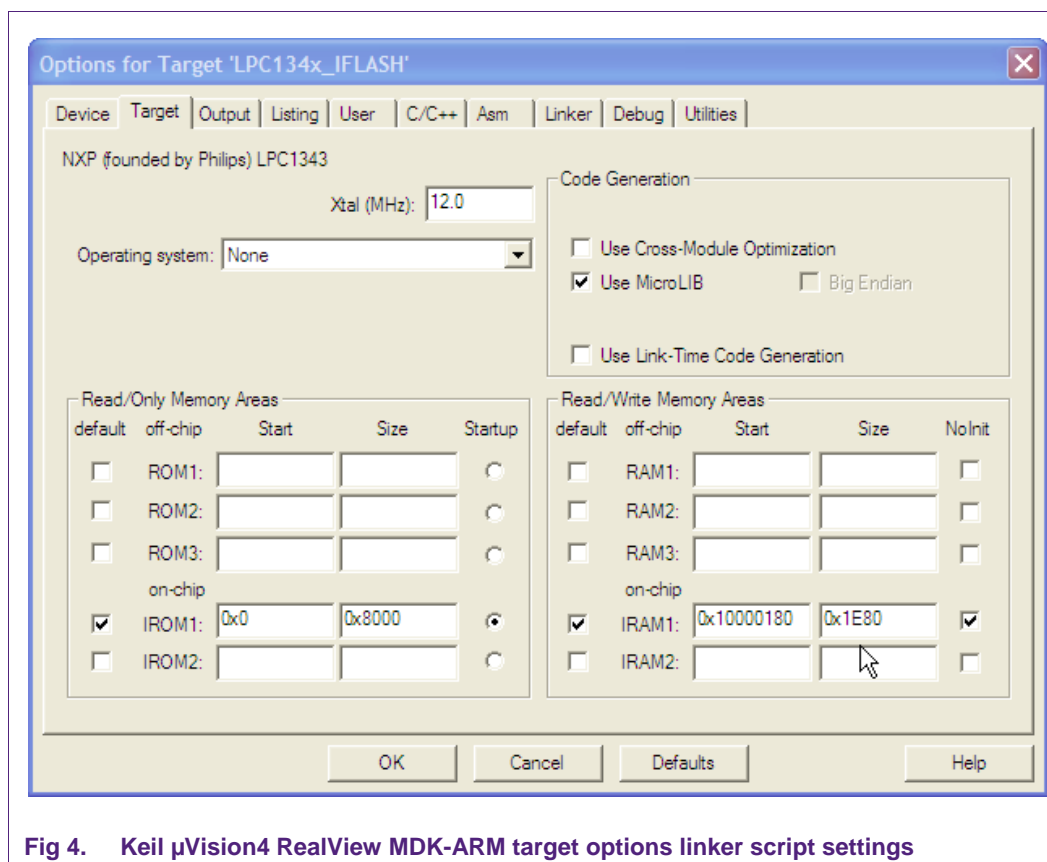 Options for Target 'LPC134x_IFLASH'
Device Target Output Listing User C/C++ Asm Linker Debug Utilities
NXP (founded by Philips) LPC1343
Xtal (MHz): 12.0
Operating system: None
Code Generation
Use Cross-Module Optimization
Use MicroLIB Big Endian
Use Link-Time Code Generation
Read/Only Memory Areas
default off-chip Start Size Startup
ROM1:
ROM2:
ROM3:
on-chip
IROM1: 0x0 0x8000
IROM2:
Read/Write Memory Areas
default off-chip Start Size NoInit
RAM1:
RAM2:
RAM3:
on-chip
IRAM1: 0x10000180 0x1E80
IRAM2:
OK Cancel Defaults Help
Fig 4. Keil µVision4 RealView MDK-ARM target options linker script settings